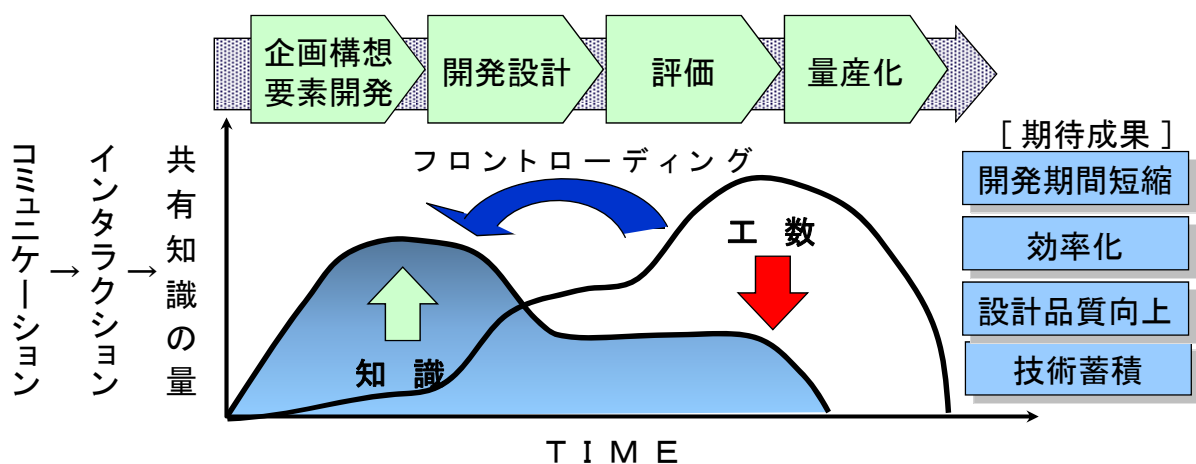 企画構想
要素開発
開発設計
評価
量産化
コミュニケーション
→
インタラクション
→
共有知識の量
フロントローディング
工 数
知 識
ＴＩＭＥ
［ 期待成果 ］
開発期間短縮
効率化
設計品質向上
技術蓄積